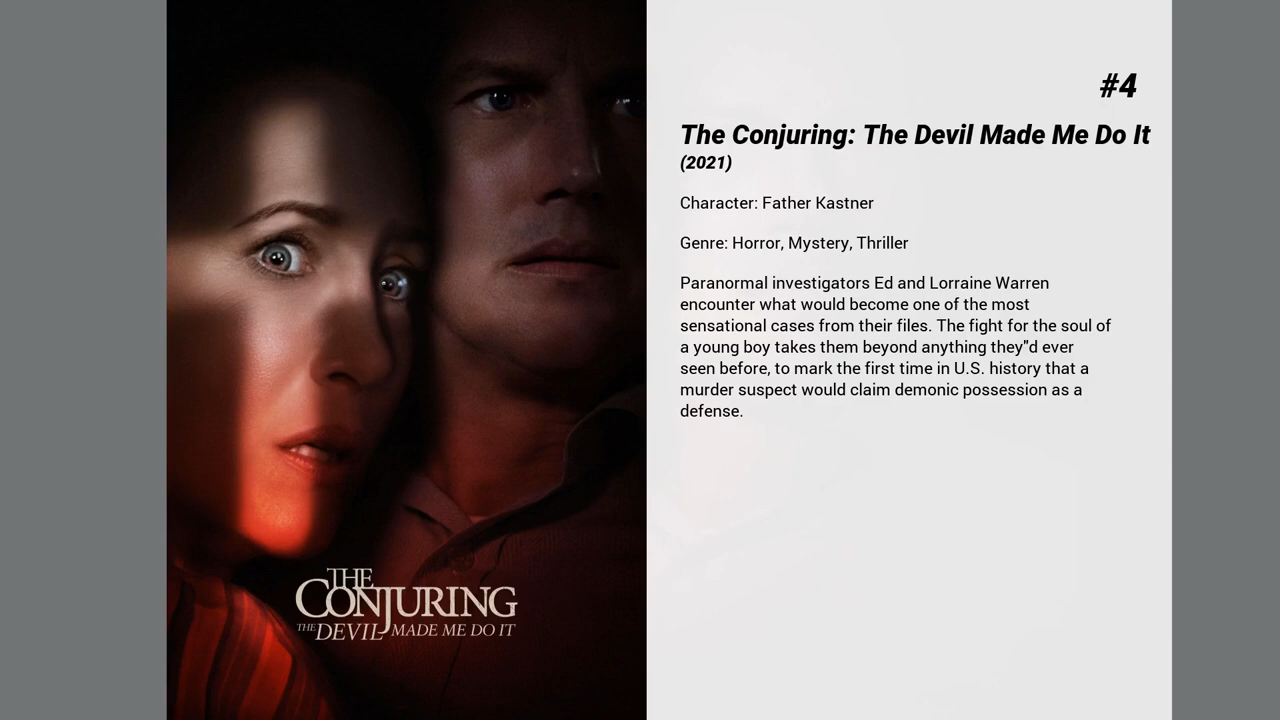 THE
CONJURING
THE DEVIL MADE ME DO IT
#4
The Conjuring: The Devil Made Me Do It
(2021)
Character: Father Kastner
Genre: Horror, Mystery, Thriller
Paranormal investigators Ed and Lorraine Warren
encounter what would become one of the most
sensational cases from their files. The fight for the soul of
a young boy takes them beyond anything they"d ever
seen before, to mark the first time in U.S. history that a
murder suspect would claim demonic possession as a
defense.